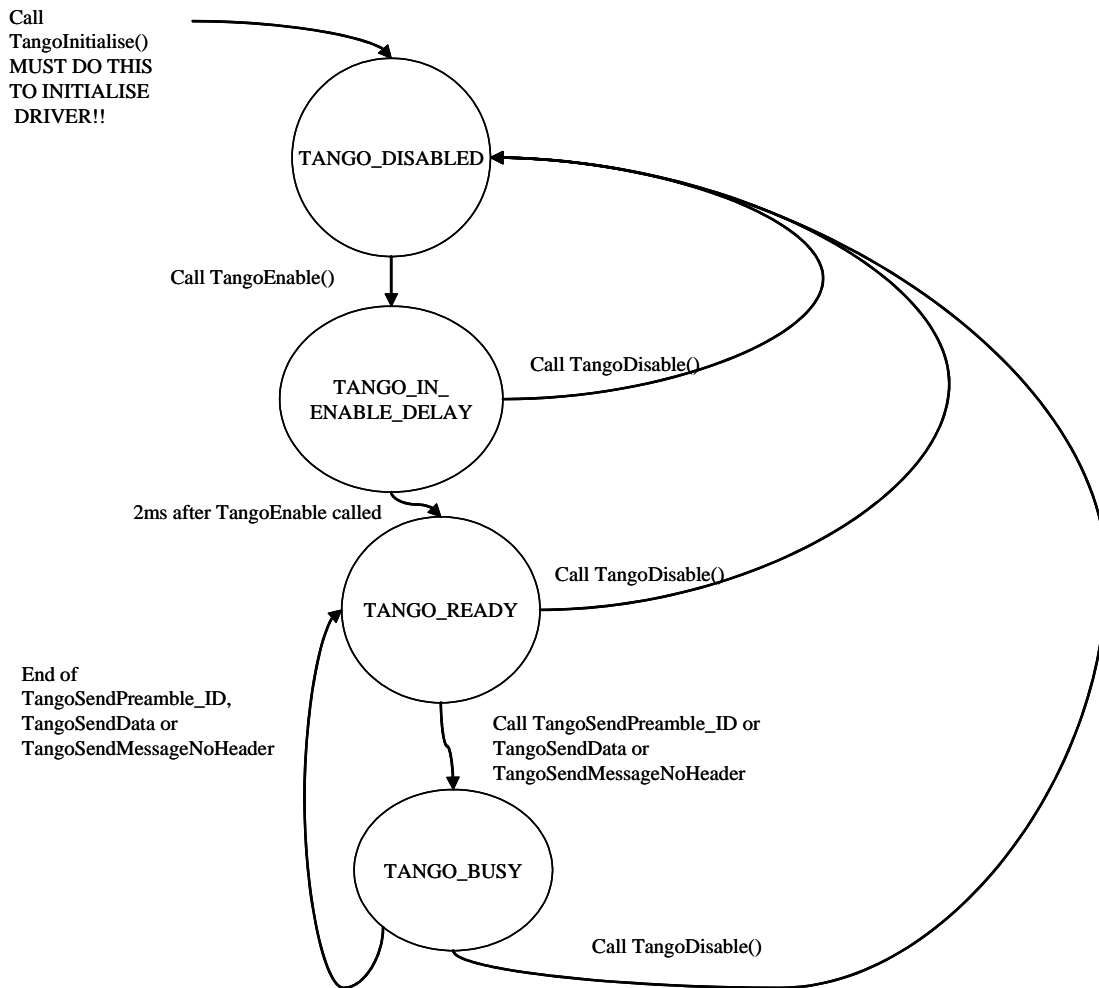 Call
TangoInitialise()
MUST DO THIS
TO INITIALISE
DRIVER!!
TANGO_DISABLED
Call TangoEnable()
Call TangoDisable()
TANGO_IN_
ENABLE_DELAY
2ms after TangoEnable called
Call TangoDisable()
TANGO_READY
End of
TangoSendPreamble_ID,
TangoSendData or
TangoSendMessageNoHeader
Call TangoSendPreamble_ID or
TangoSendData or
TangoSendMessageNoHeader
TANGO_BUSY
Call TangoDisable()